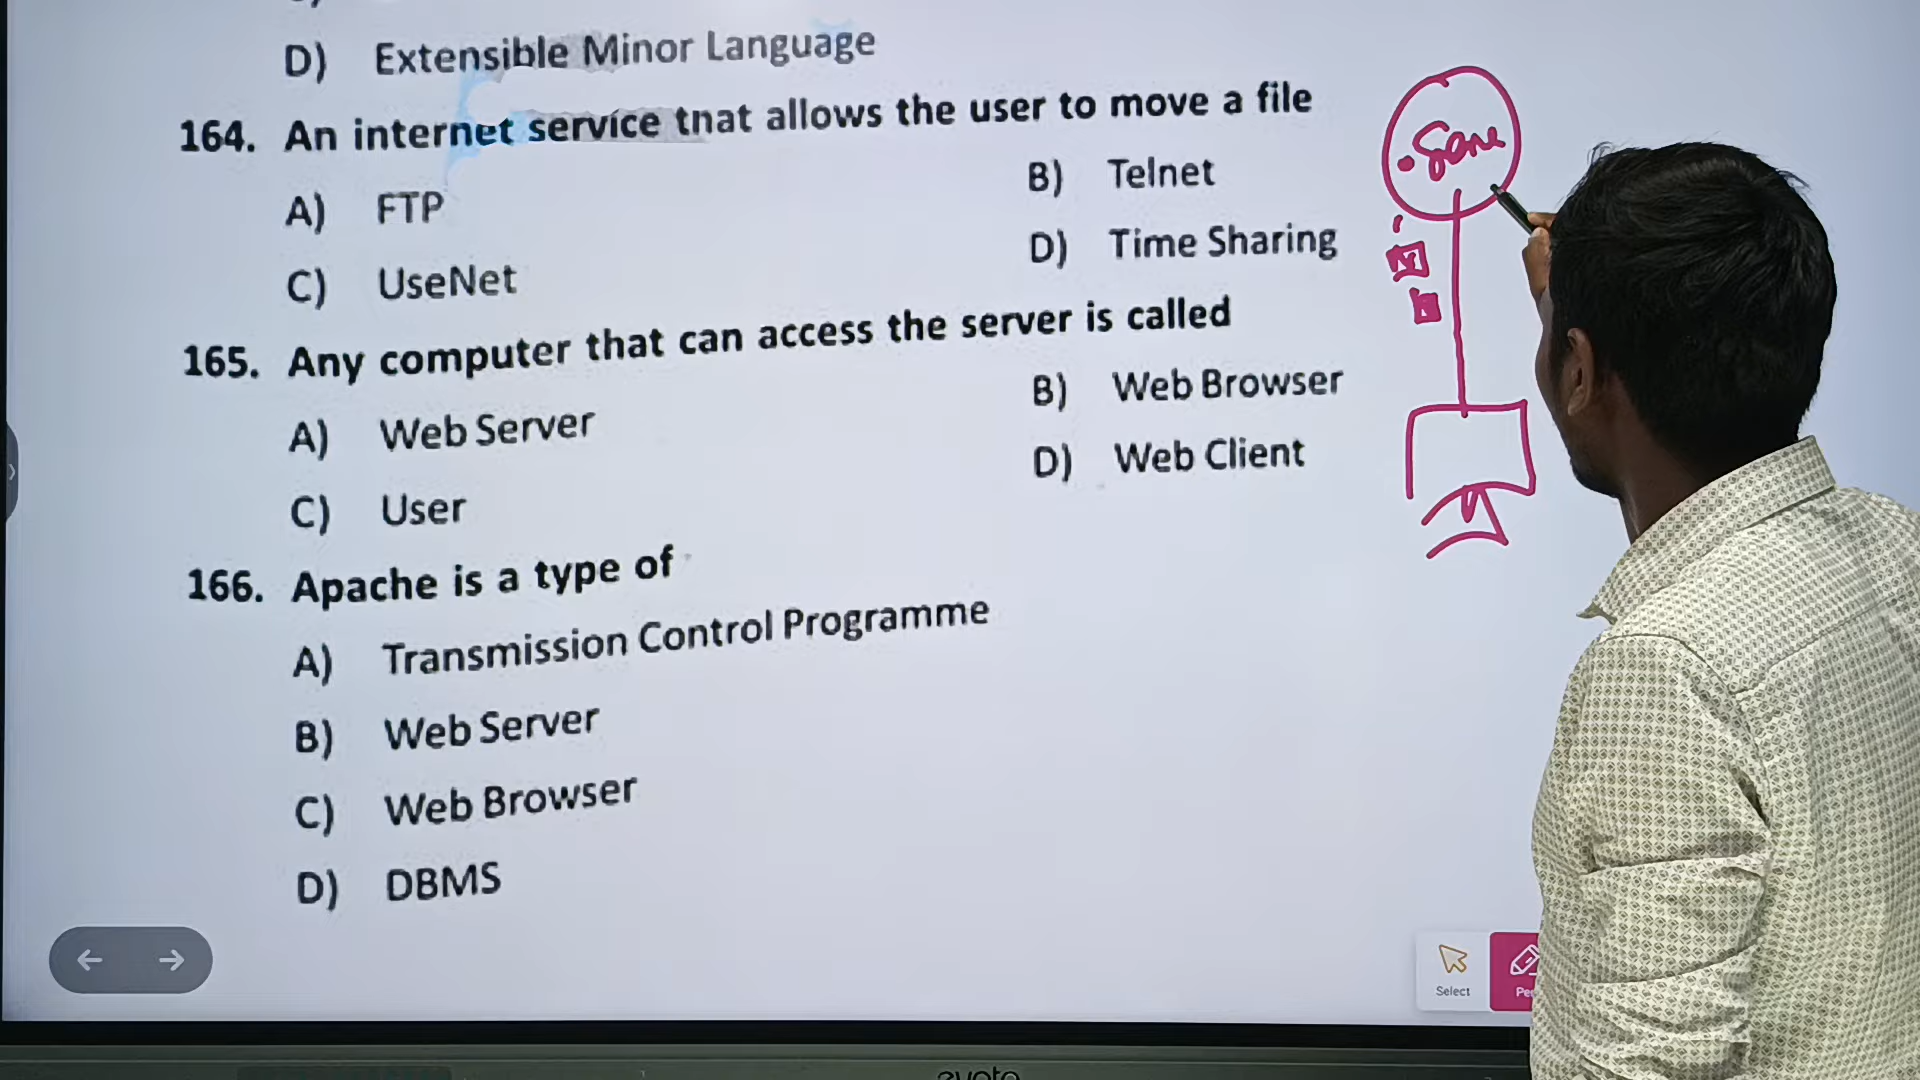 D) Extensible Minor Language
164. An internet service tnat allows the user to move a file
A) FTP
B) Telnet
C) UseNet
D) Time Sharing
165. Any computer that can access the server is called
A) Web Server
B) Web Browser
C) User
D) Web Client
166. Apache is a type of
A) Transmission Control Programme
B) Web Server
C) Web Browser
D) DBMS
Select